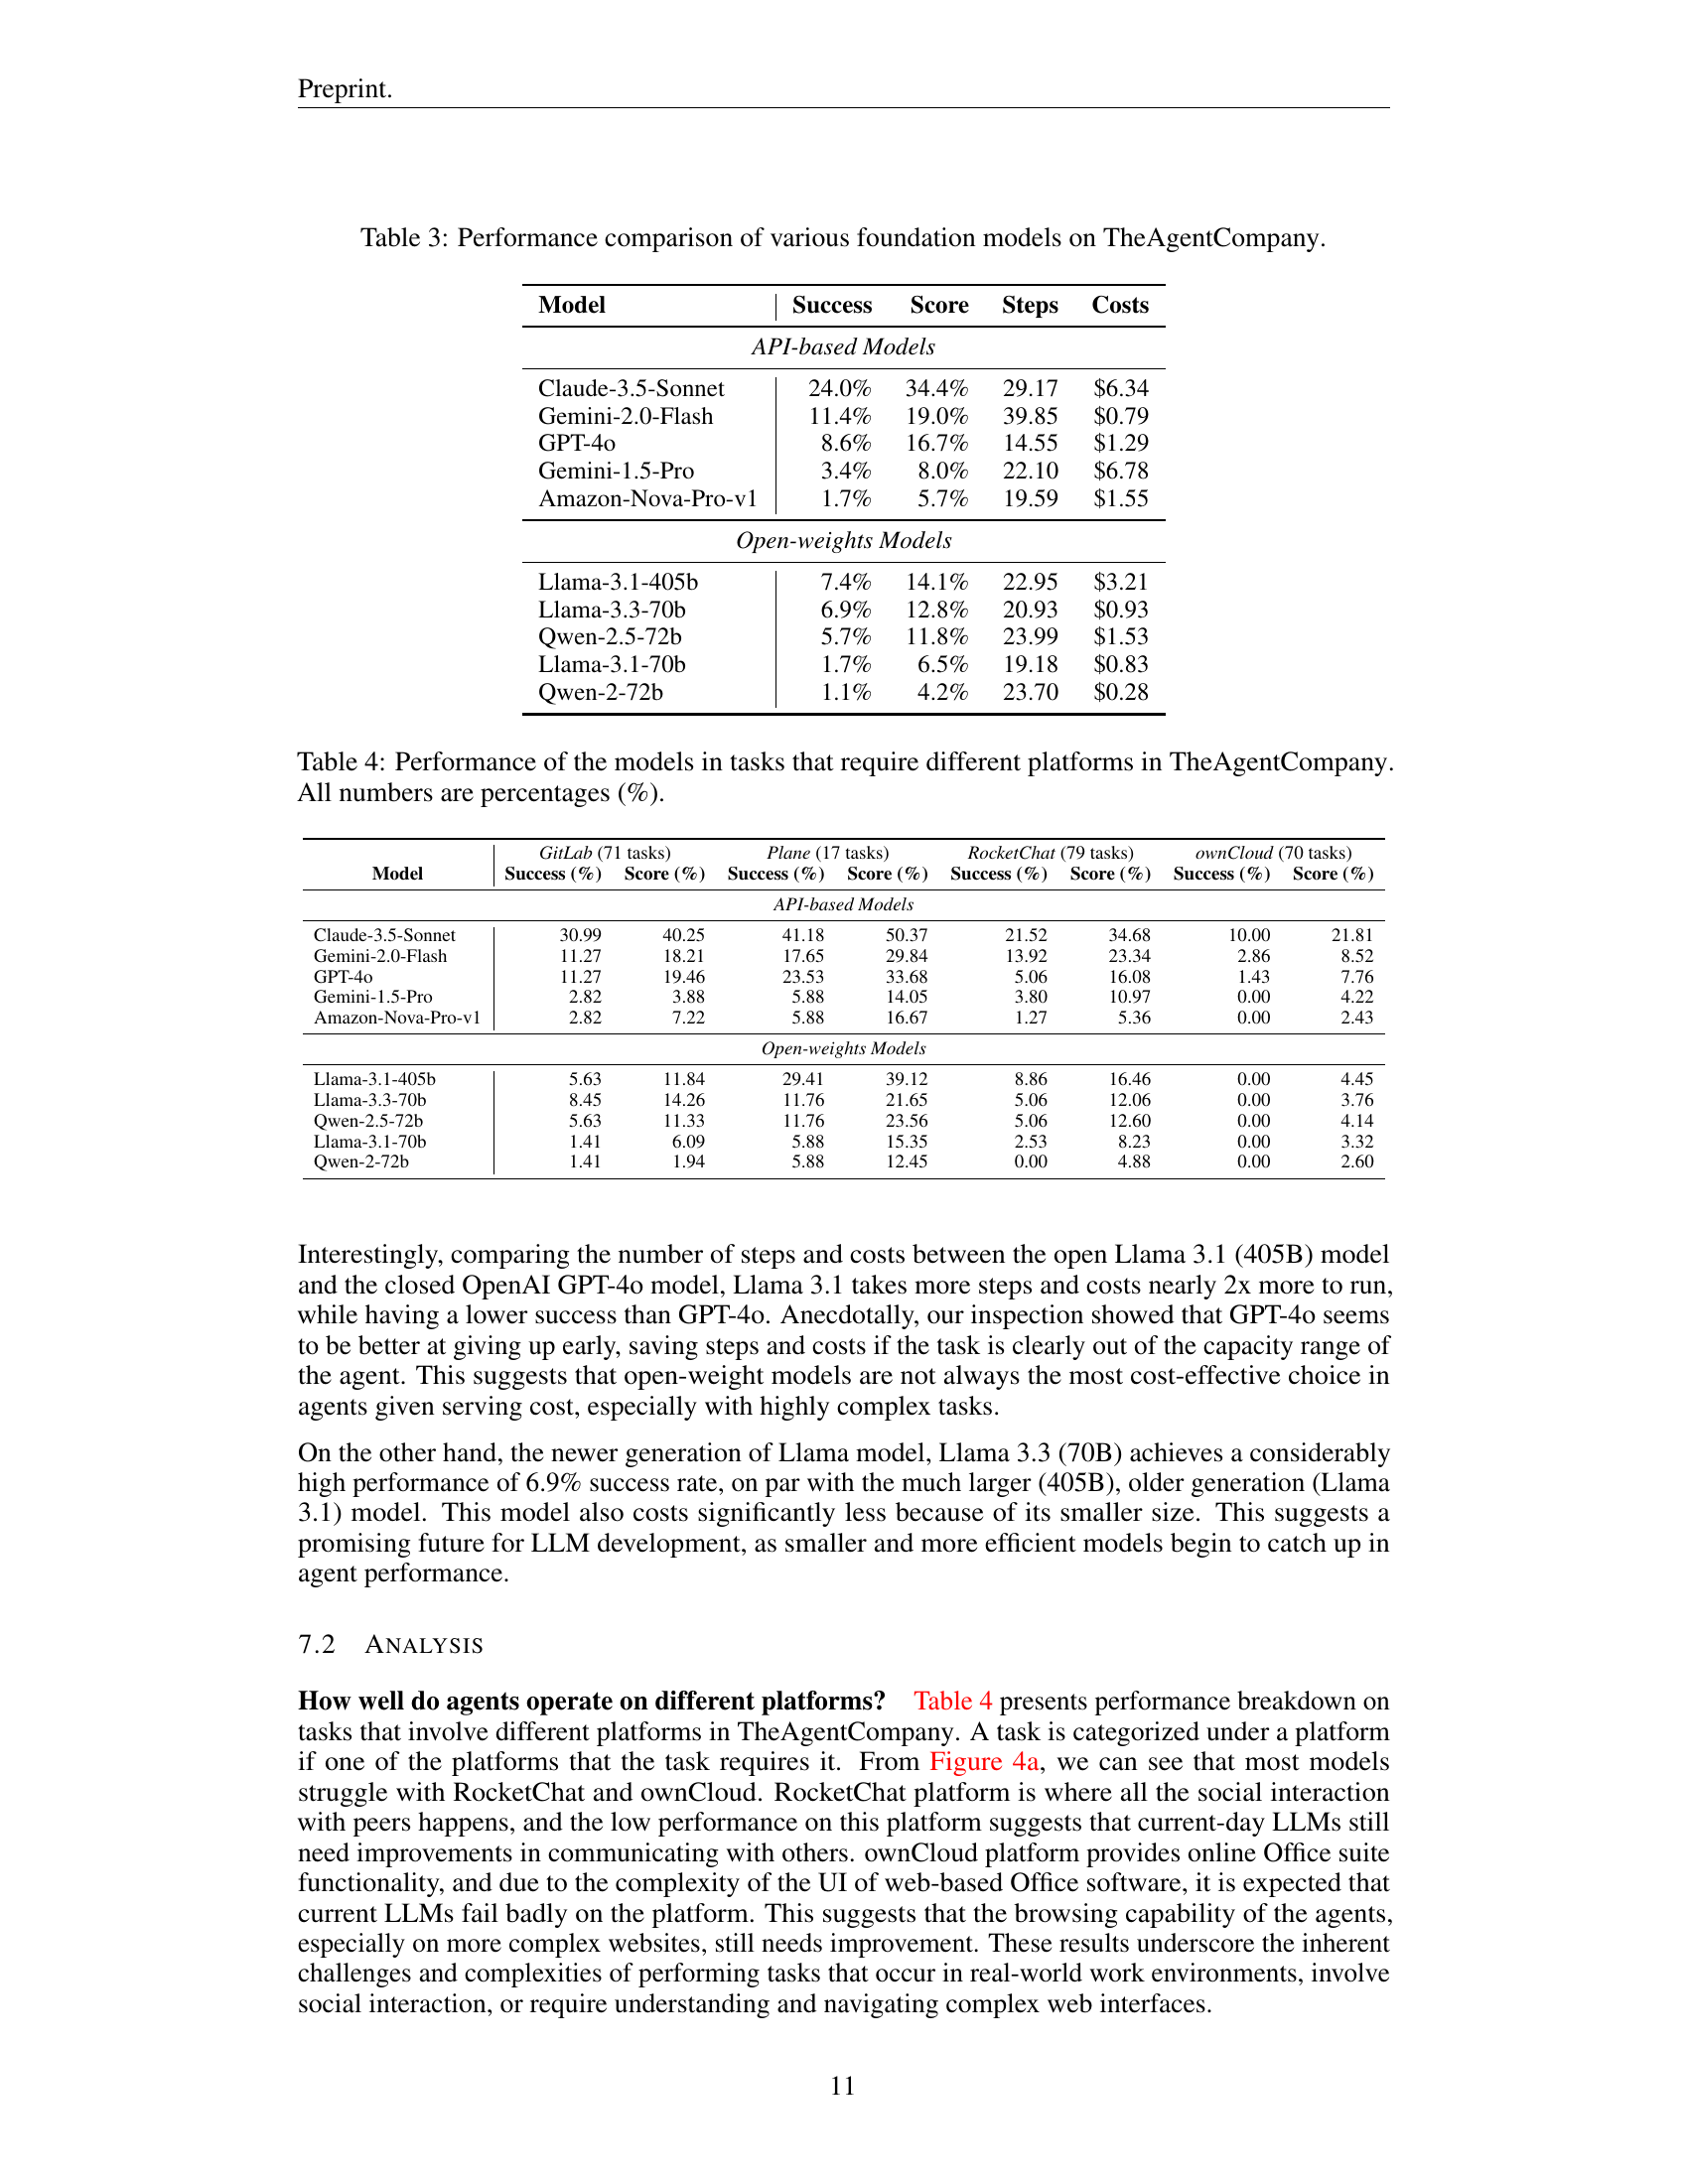 Preprint.
Table 3: Performance comparison of various foundation models on TheAgentCompany.
Model Success Score Steps Costs
API-based Models
Claude-3.5-Sonnet 24.0% 34.4% 29.17 $6.34
Gemini-2.0-Flash 11.4% 19.0% 39.85 $0.79
GPT-4o 8.6% 16.7% 14.55 $1.29
Gemini-1.5-Pro 3.4% 8.0% 22.10 $6.78
Amazon-Nova-Pro-v1 1.7% 5.7% 19.59 $1.55
Open-weights Models
Llama-3.1-405b 7.4% 14.1% 22.95 $3.21
Llama-3.3-70b 6.9% 12.8% 20.93 $0.93
Qwen-2.5-72b 5.7% 11.8% 23.99 $1.53
Llama-3.1-70b 1.7% 6.5% 19.18 $0.83
Qwen-2-72b 1.1% 4.2% 23.70 $0.28
Table 4: Performance of the models in tasks that require different platforms in TheAgentCompany.
All numbers are percentages (%).
GitLab (71 tasks) Plane (17 tasks) RocketChat (79 tasks) ownCloud (70 tasks)
Model Success (%) Score (%) Success (%) Score (%) Success (%) Score (%) Success (%) Score (%)
API-based Models
Claude-3.5-Sonnet 30.99 40.25 41.18 50.37 21.52 34.68 10.00 21.81
Gemini-2.0-Flash 11.27 18.21 17.65 29.84 13.92 23.34 2.86 8.52
GPT-4o 11.27 19.46 23.53 33.68 5.06 16.08 1.43 7.76
Gemini-1.5-Pro 2.82 3.88 5.88 14.05 3.80 10.97 0.00 4.22
Amazon-Nova-Pro-v1 2.82 7.22 5.88 16.67 1.27 5.36 0.00 2.43
Open-weights Models
Llama-3.1-405b 5.63 11.84 29.41 39.12 8.86 16.46 0.00 4.45
Llama-3.3-70b 8.45 14.26 11.76 21.65 5.06 12.06 0.00 3.76
Qwen-2.5-72b 5.63 11.33 11.76 23.56 5.06 12.60 0.00 4.14
Llama-3.1-70b 1.41 6.09 5.88 15.35 2.53 8.23 0.00 3.32
Qwen-2-72b 1.41 1.94 5.88 12.45 0.00 4.88 0.00 2.60
Interestingly, comparing the number of steps and costs between the open Llama 3.1 (405B) model
and the closed OpenAI GPT-4o model, Llama 3.1 takes more steps and costs nearly 2x more to run,
while having a lower success than GPT-4o. Anecdotally, our inspection showed that GPT-4o seems
to be better at giving up early, saving steps and costs if the task is clearly out of the capacity range of
the agent. This suggests that open-weight models are not always the most cost-effective choice in
agents given serving cost, especially with highly complex tasks.
On the other hand, the newer generation of Llama model, Llama 3.3 (70B) achieves a considerably
high performance of 6.9% success rate, on par with the much larger (405B), older generation (Llama
3.1) model. This model also costs significantly less because of its smaller size. This suggests a
promising future for LLM development, as smaller and more efficient models begin to catch up in
agent performance.
7.2 ANALYSIS
How well do agents operate on different platforms? Table 4 presents performance breakdown on
tasks that involve different platforms in TheAgentCompany. A task is categorized under a platform
if one of the platforms that the task requires it. From Figure 4a, we can see that most models
struggle with RocketChat and ownCloud. RocketChat platform is where all the social interaction
with peers happens, and the low performance on this platform suggests that current-day LLMs still
need improvements in communicating with others. ownCloud platform provides online Office suite
functionality, and due to the complexity of the UI of web-based Office software, it is expected that
current LLMs fail badly on the platform. This suggests that the browsing capability of the agents,
especially on more complex websites, still needs improvement. These results underscore the inherent
challenges and complexities of performing tasks that occur in real-world work environments, involve
social interaction, or require understanding and navigating complex web interfaces.
11